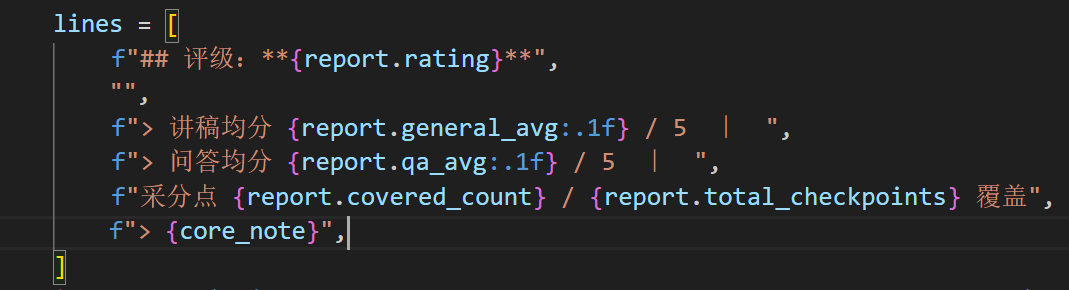 lines = [
f"## 评级：**{report.rating}**",
"",
f"> 讲稿均分 {report.general_avg:.1f} / 5 ｜ ",
f"> 问答均分 {report.qa_avg:.1f} / 5 ｜ ",
f"采分点 {report.covered_count} / {report.total_checkpoints} 覆盖",
f"> {core_note}",
]